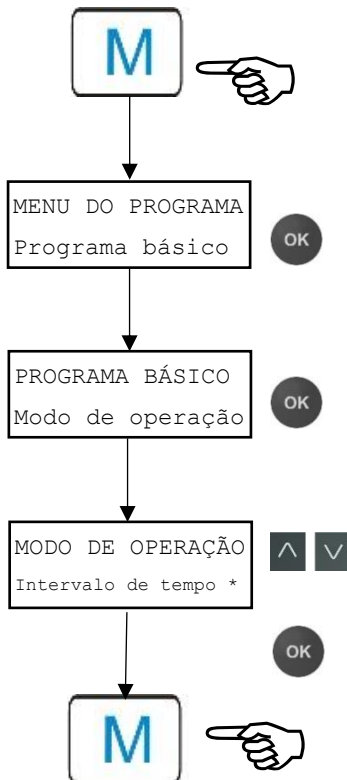 M
MENU DO PROGRAMA
Programa básico
OK
PROGRAMA BÁSICO
Modo de operação
OK
MODO DE OPERAÇÃO
Intervalo de tempo *
OK
M